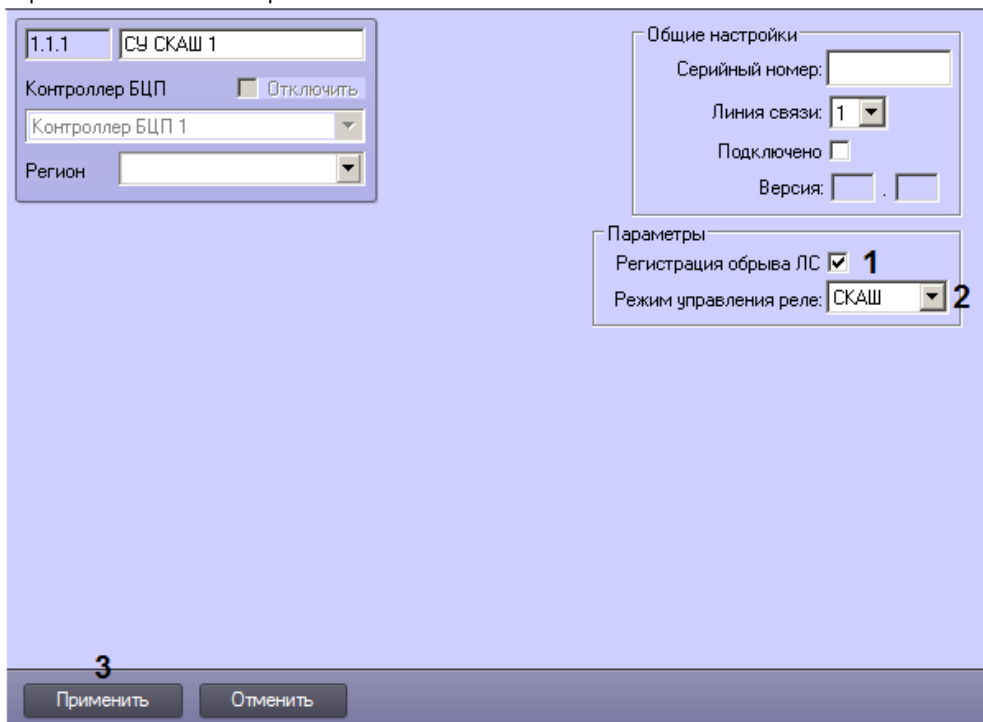 1.1.1 СУ СКАШ 1
Контроллер БЦП Отключить
Контроллер БЦП 1
Регион
Общие настройки
Серийный номер:
Линия связи: 1
Подключено
Версия: .
Параметры
Регистрация обрыва ЛС 1
Режим управления реле: СКАШ 2
3
Применить Отменить